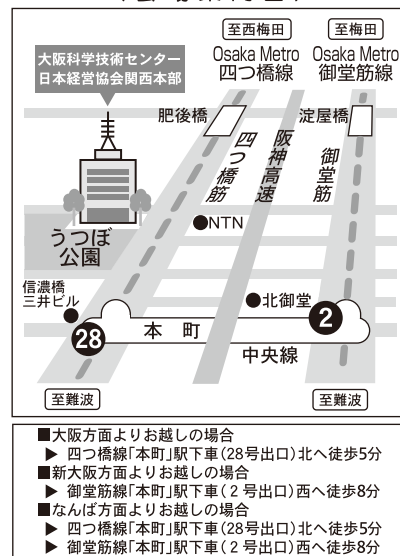 至西梅田
至梅田
Osaka Metro
四つ橋線
Osaka Metro
御堂筋線
大阪科学技術センター
日本経営協会関西本部
肥後橋
淀屋橋
四つ橋筋
阪神高速
御堂筋
NTN
うつぼ
公園
信濃橋
三井ビル
北御堂
2
28
本町
中央線
至難波
至難波
■大阪方面よりお越しの場合
▶ 四つ橋線「本町」駅下車(28号出口)北へ徒歩5分
■新大阪方面よりお越しの場合
▶ 御堂筋線「本町」駅下車(2号出口)西へ徒歩8分
■なんば方面よりお越しの場合
▶ 四つ橋線「本町」駅下車(28号出口)北へ徒歩5分
▶ 御堂筋線「本町」駅下車(2号出口)西へ徒歩8分